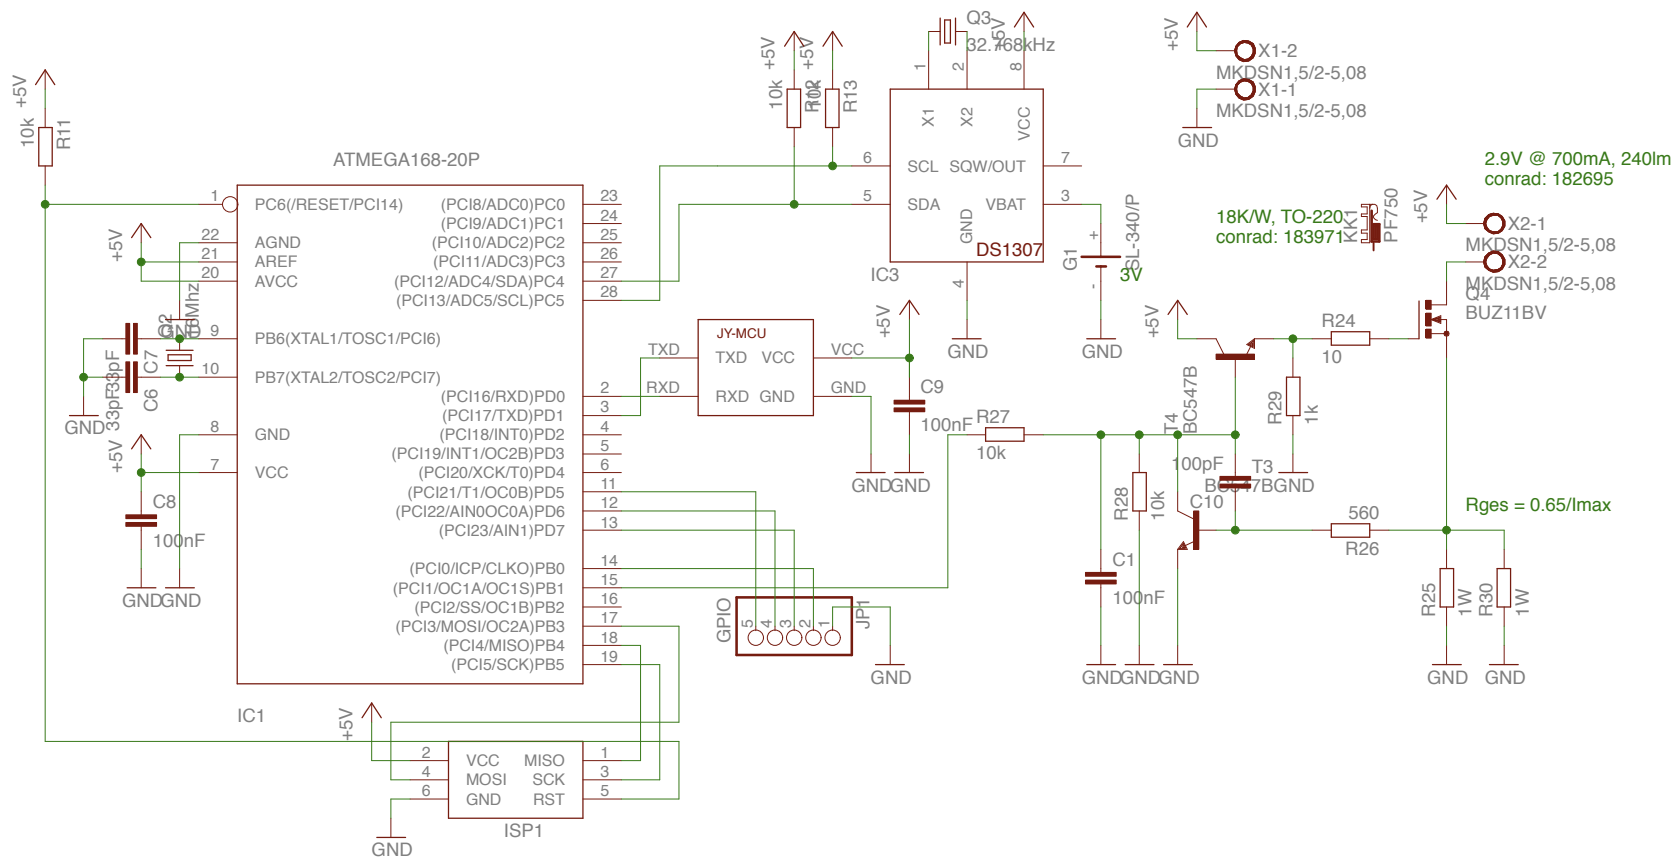 +5V
10k
R11
ATMEGA168-20P
1
PC6(/RESET/PCI14)
22
AGND
21
AREF
20
AVCC
+5V
GND
9
PB6(XTAL1/TOSC1/PCI6)
10
PB7(XTAL2/TOSC2/PCI7)
33pF
C7
33pF
C6
GND
8
GND
7
VCC
+5V
C8
100nF
GND
GND
(PCI8/ADC0)PC0
23
(PCI9/ADC1)PC1
24
(PCI10/ADC2)PC2
25
(PCI11/ADC3)PC3
26
(PCI12/ADC4/SDA)PC4
27
(PCI13/ADC5/SCL)PC5
28
(PCI16/RXD)PD0
2
(PCI17/TXD)PD1
3
(PCI18/INT0)PD2
4
(PCI19/INT1/OC2B)PD3
5
(PCI20/XCK/T0)PD4
6
(PCI21/T1/OC0B)PD5
11
(PCI22/AIN0OC0A)PD6
12
(PCI23/AIN1)PD7
13
(PCI0/ICP/CLKO)PB0
14
(PCI1/OC1A/OC1S)PB1
15
(PCI2/SS/OC1B)PB2
16
(PCI3/MOSI/OC2A)PB3
17
(PCI4/MISO)PB4
18
(PCI5/SCK)PB5
19
IC1
+5V
2
VCC
MISO
1
4
MOSI
SCK
3
6
GND
RST
5
ISP1
GND
+5V
+5V
10k
R13
Q3
32.768kHz
+5V
1
2
8
X1
X2
VCC
6
SCL
SQW/OUT
7
5
SDA
VBAT
3
GND
DS1307
IC3
4
GND
G1
+
-
SL-340/P
3V
GND
JY-MCU
TXD
TXD
VCC
VCC
RXD
RXD
GND
GND
+5V
C9
100nF
GND
GND
GPIO
5
4
3
2
1
JP1
GND
+5V
X1-2
MKDSN1,5/2-5,08
X1-1
MKDSN1,5/2-5,08
GND
2.9V @ 700mA, 240lm
conrad: 182695
18K/W, TO-220
conrad: 183971
KK1
PF750
+5V
X2-1
MKDSN1,5/2-5,08
X2-2
MKDSN1,5/2-5,08
Q4
BUZ11BV
+5V
T4
BC547B
R24
10
R29
1k
GND
R27
10k
100pF
C10
T3
BC547B
R28
10k
C1
100nF
560
R26
Rges = 0.65/Imax
R25
1W
R30
1W
GND
GND
GND
GND
GND